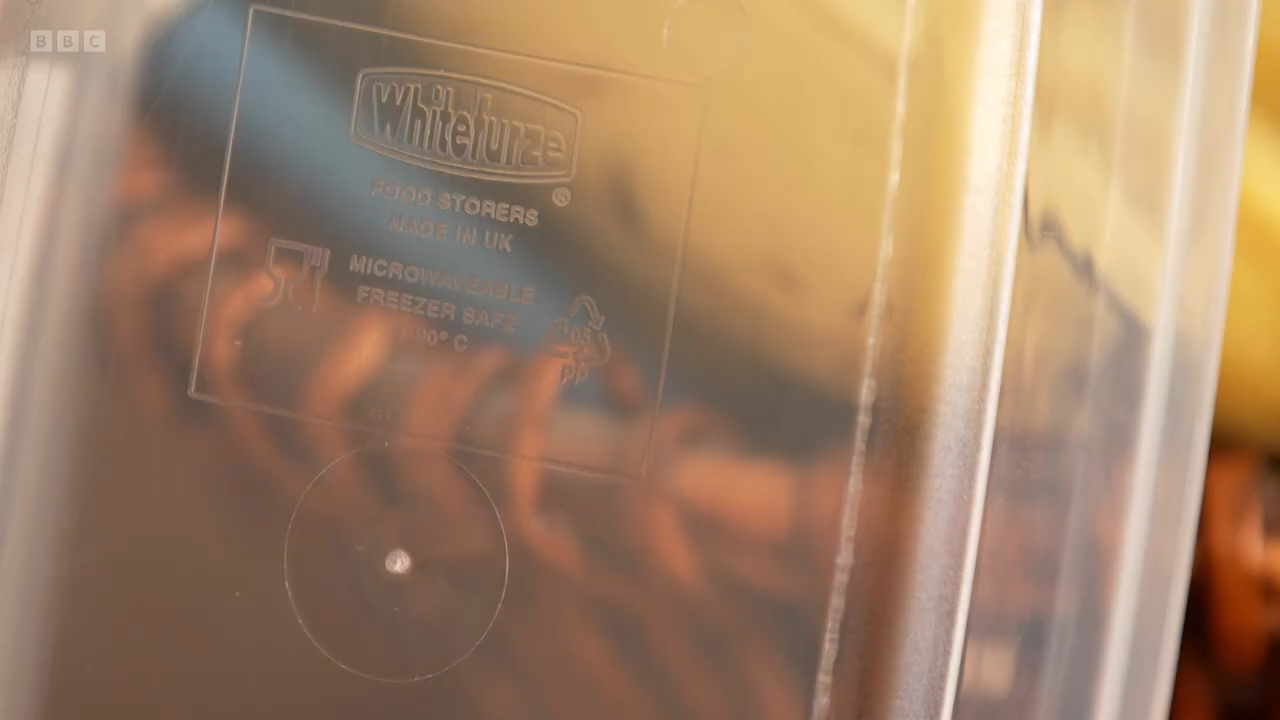 BBC
Whitefurze
®
FOOD STORERS
MADE IN UK
MICROWAVEABLE
FREEZER SAFE
05
PP